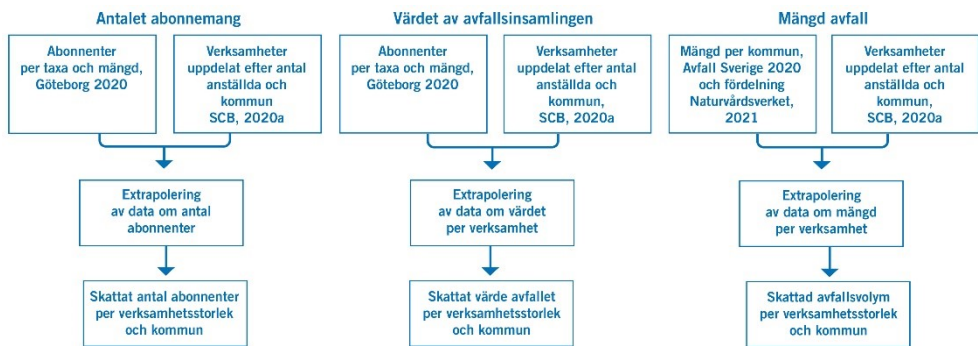 Antalet abonnemang
Abonnenter
per taxa och mängd,
Göteborg 2020
Verksamheter
uppdelat efter antal
anställda och
kommun
SCB, 2020a
Extrapolering
av data om antal
abonnenter
Skattat antal abonnenter
per verksamhetsstorlek
och kommun
Värdet av avfallsinsamlingen
Abonnenter
per taxa och mängd,
Göteborg 2020
Verksamheter
uppdelat efter antal
anställda och
kommun,
SCB, 2020a
Extrapolering
av data om värdet
per verksamhet
Skattat värde avfallet
per verksamhetsstorlek
och kommun
Mängd avfall
Mängd per kommun,
Avfall Sverige 2020
och fördelning
Naturvårdsverket,
2021
Verksamheter
uppdelat efter antal
anställda och
kommun,
SCB, 2020a
Extrapolering
av data om mängd
per verksamhet
Skattad avfallsvolym
per verksamhetsstorlek
och kommun